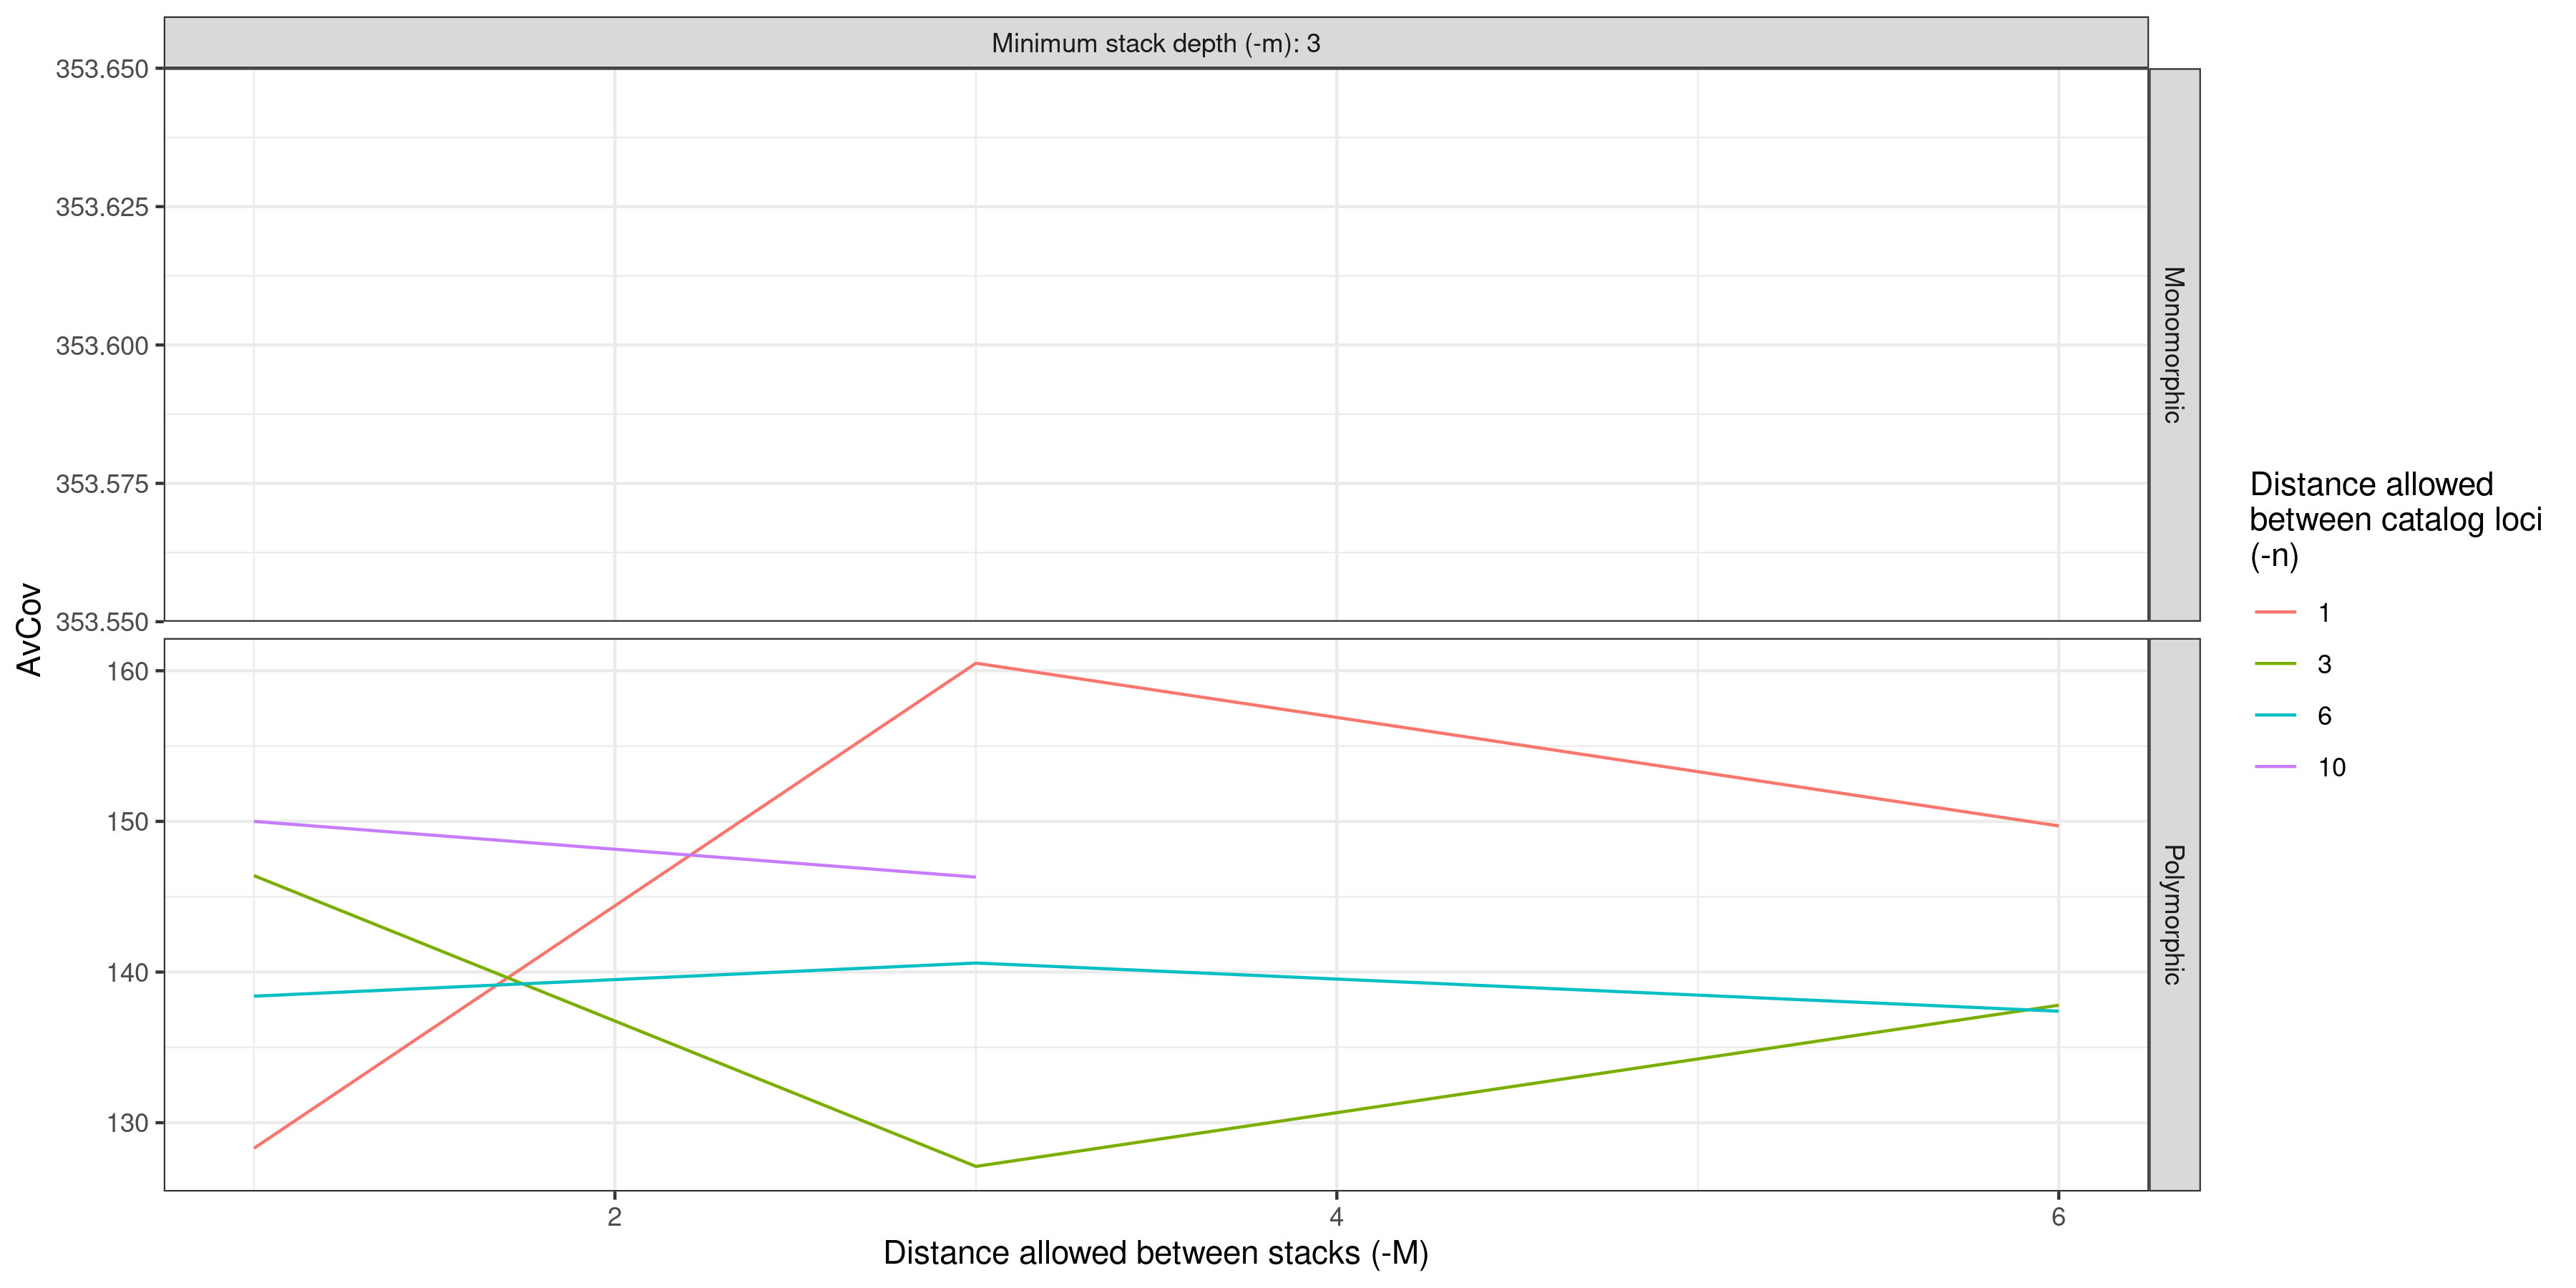 Minimum stack depth (-m): 3
353.650
353.625
353.600
353.575
353.550
Monomorphic
AvCov
160
150
140
130
Polymorphic
2
4
6
Distance allowed between stacks (-M)
Distance allowed
between catalog loci
(-n)
1
3
6
10